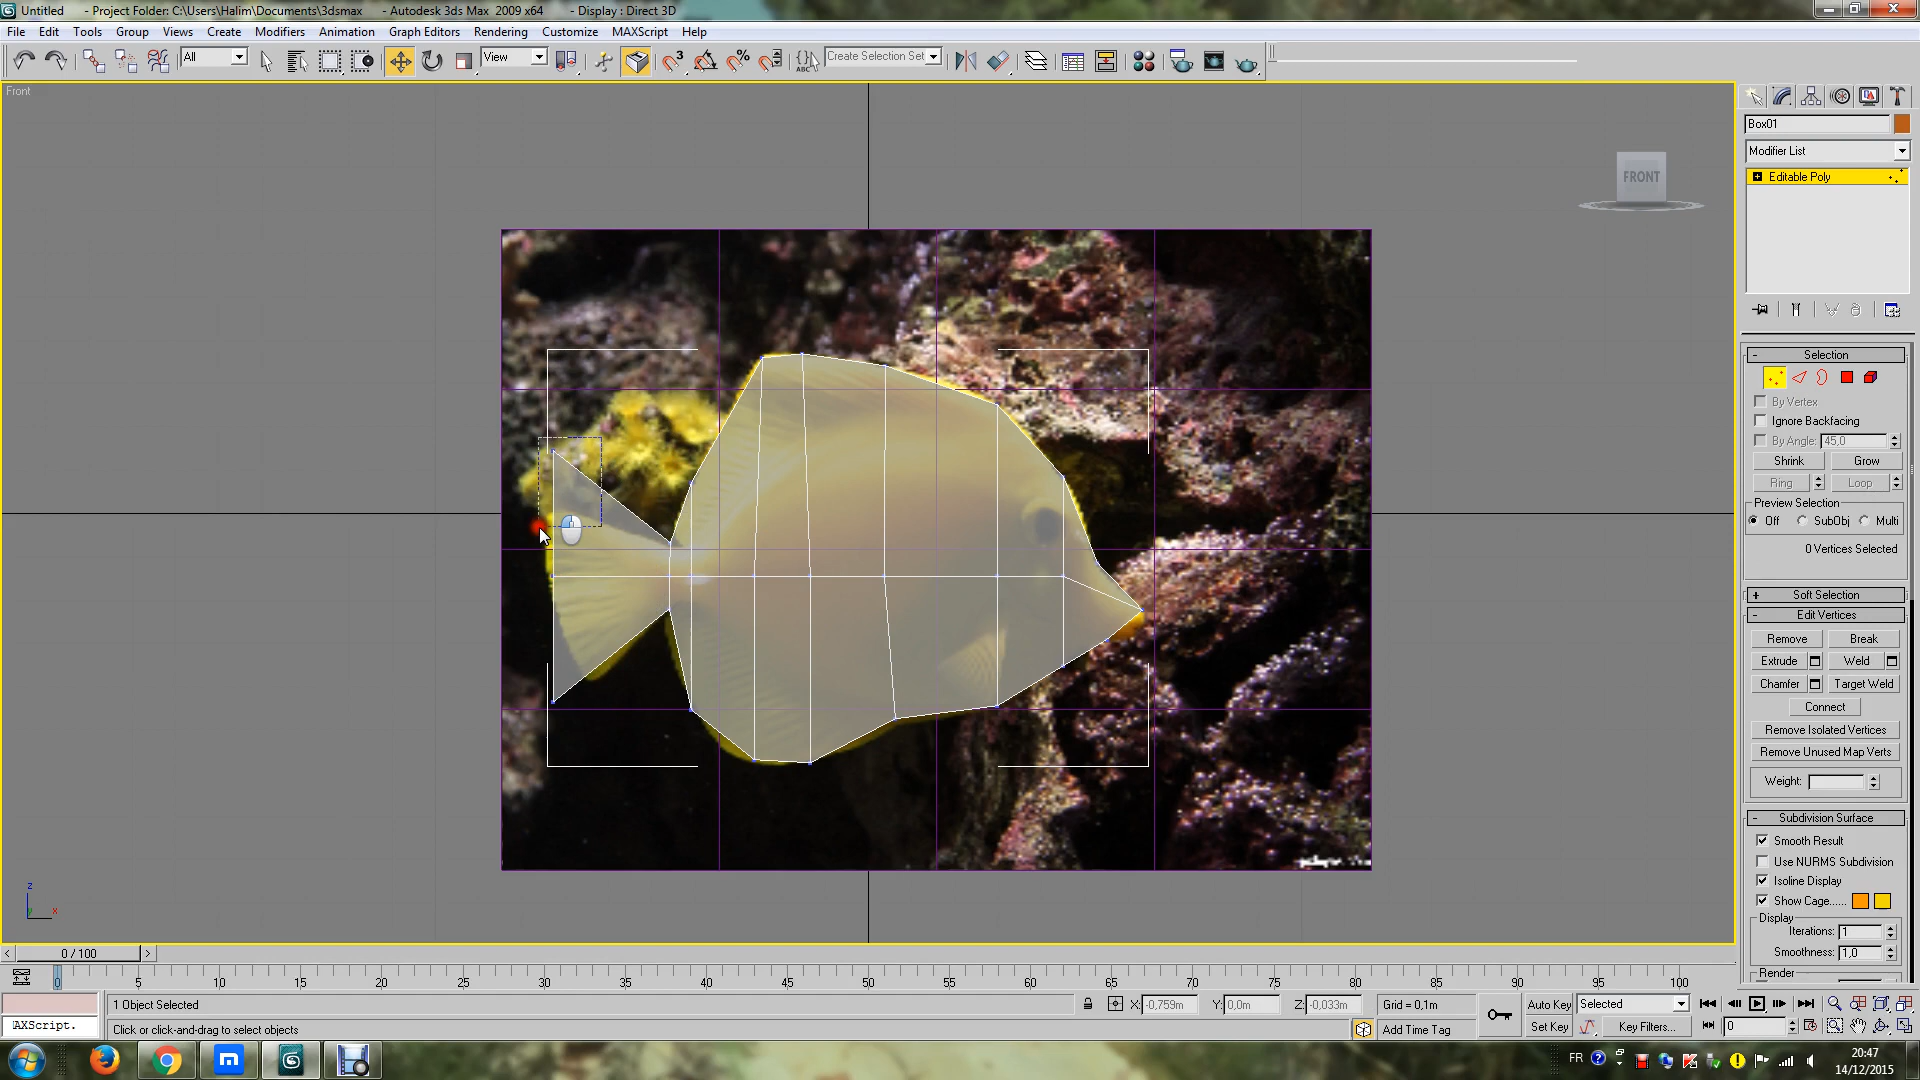 Untitled - Project Folder: C:\Users\Halim\Documents\3dsmax - Autodesk 3ds Max 2009 x64 - Display : Direct 3D
File Edit Tools Group Views Create Modifiers Animation Graph Editors Rendering Customize MAXScript Help
All View Create Selection Set
Front
FRONT
Box01
Modifier List
Editable Poly
Selection
By Vertex
Ignore Backfacing
By Angle: 45,0
Shrink Grow
Ring Loop
Preview Selection
Off SubObj Multi
0 Vertices Selected
Soft Selection
Edit Vertices
Remove Break
Extrude Weld
Chamfer Target Weld
Connect
Remove Isolated Vertices
Remove Unused Map Verts
Weight:
Subdivision Surface
Smooth Result
Use NURMS Subdivision
Isoline Display
Show Cage......
Display
Iterations: 1
Smoothness: 1,0
Render
z
y x
0 / 100
0 5 10 15 20 25 30 35 40 45 50 55 60 65 70 75 80 85 90 95 100
1 Object Selected X: -0,759m Y: 0,0m Z: -0,033m Grid = 0,1m Auto Key Selected
AXScript. Click or click-and-drag to select objects Add Time Tag Set Key Key Filters... 0
FR 20:47
14/12/2015